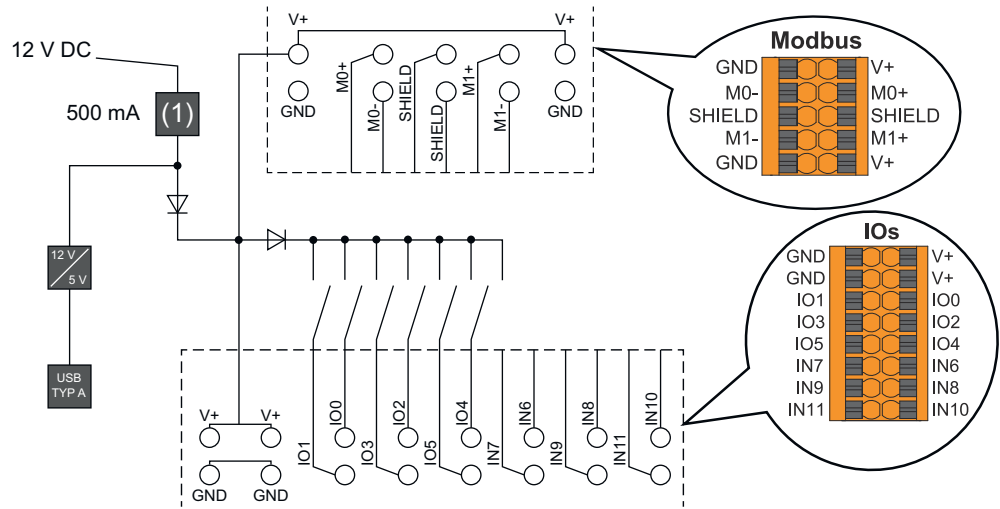 12 V DC
500 mA
(1)
12 V
5 V
USB
TYP A
V+ V+
GND GND
M0+
M0-
SHIELD
SHIELD
M1+
M1-
Modbus
GND V+
M0- M0+
SHIELD SHIELD
M1- M1+
GND V+
IOs
GND V+
GND V+
IO1 IO0
IO3 IO2
IO5 IO4
IN7 IN6
IN9 IN8
IN11 IN10
V+ V+
GND GND
IO1
IO0
IO3
IO2
IO5
IO4
IN7
IN6
IN9
IN8
IN11
IN10